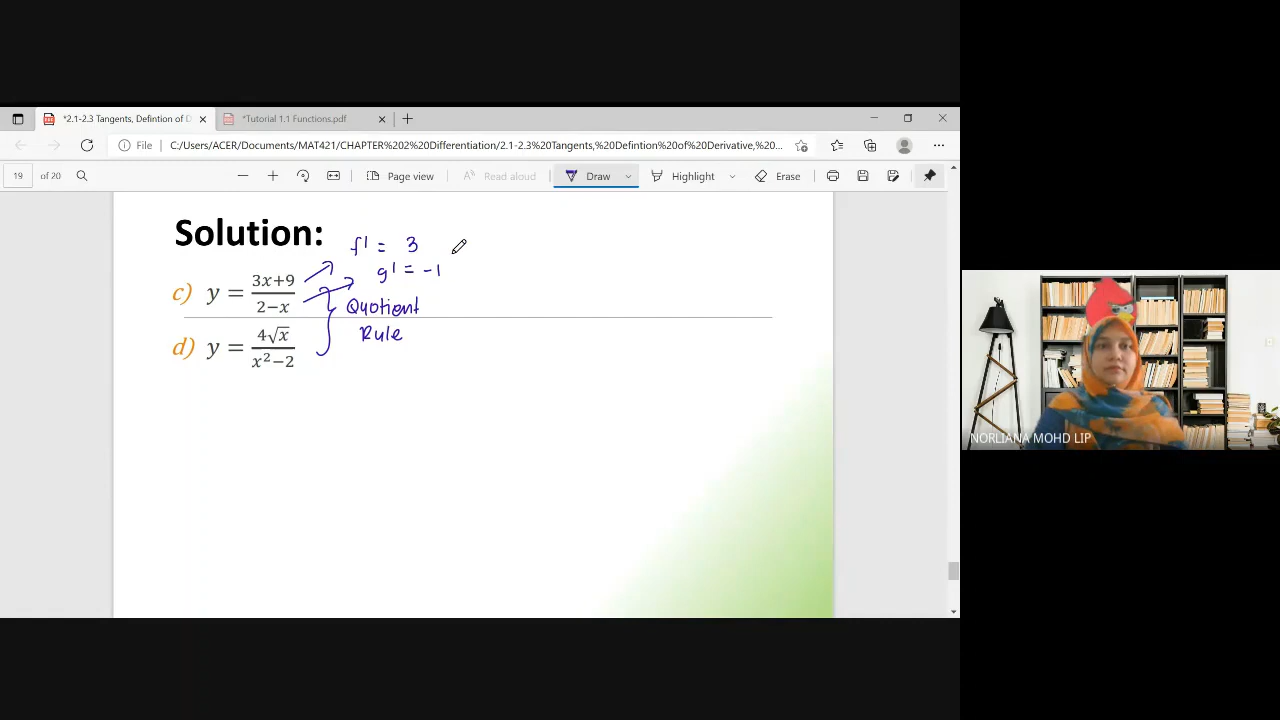 *2.1-2.3 Tangents, Defintion of D
*Tutorial 1.1 Functions.pdf
File
C:/Users/ACER/Documents/MAT421/CHAPTER%202%20Differentiation/2.1-2.3%20Tangents,%20Defintion%20of%20Derivative,%20...
19 of 20
Page view
Read aloud
Draw
Highlight
Erase
Solution:
f' = 3
g' = -1
c) y = (3x+9)/(2−x)
Quotient
Rule
d) y = (4√x)/(x²−2)
NORLIANA MOHD LIP